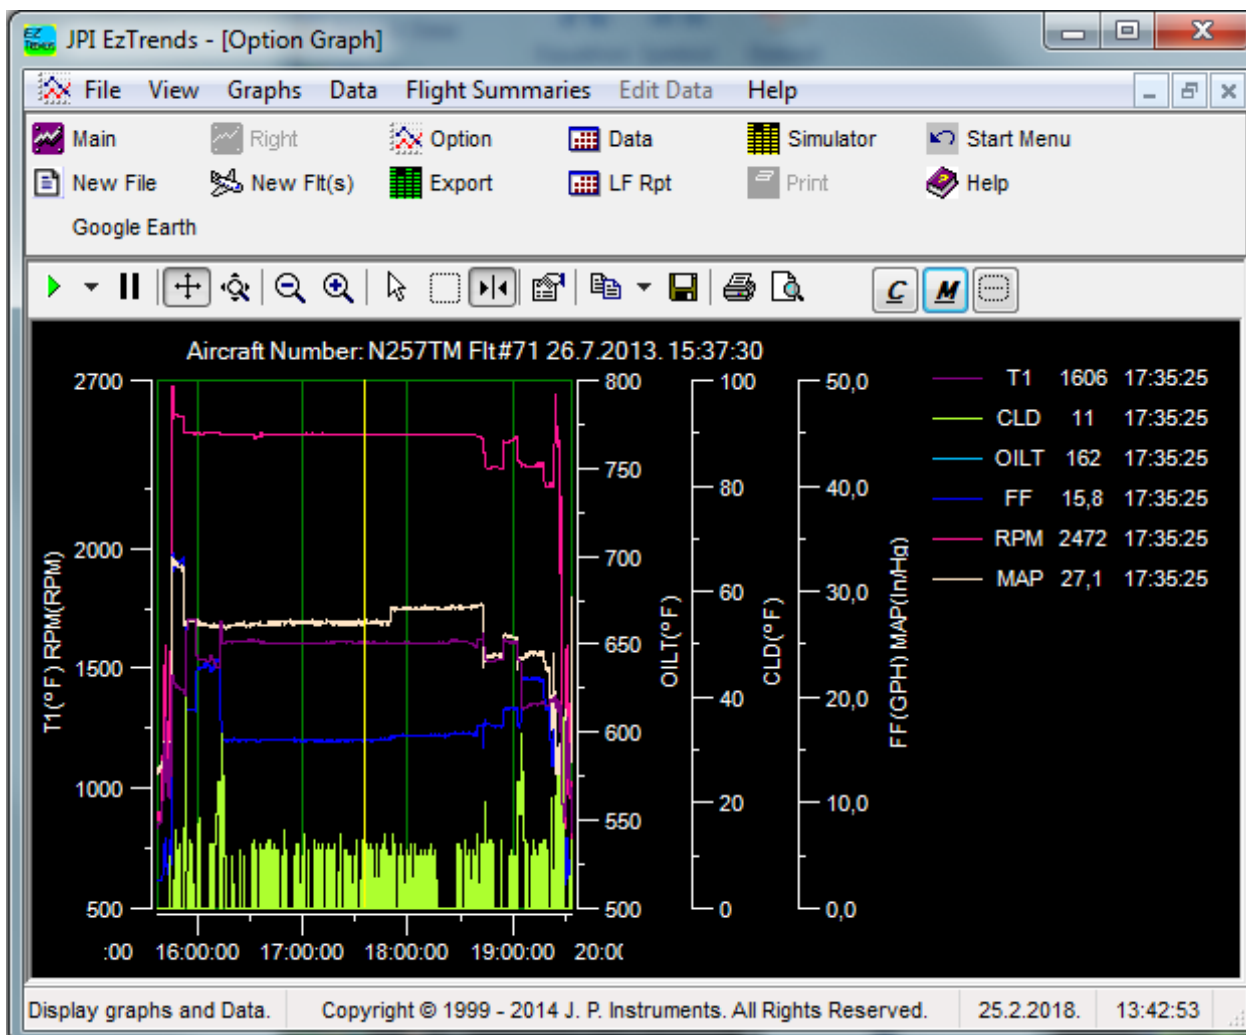 EZ Trends JPI EzTrends - [Option Graph]
File View Graphs Data Flight Summaries Edit Data Help
Main Right Option Data Simulator Start Menu
New File New Flt(s) Export LF Rpt Print Help
Google Earth
C M
Aircraft Number: N257TM Flt#71 26.7.2013. 15:37:30
2700
2000
1500
1000
500
T1(ºF) RPM(RPM)
800
750
700
650
600
550
500
OILT(ºF)
100
80
60
40
20
0
CLD(ºF)
50,0
40,0
30,0
20,0
10,0
0,0
FF(GPH) MAP(In/Hg)
T1 1606 17:35:25
CLD 11 17:35:25
OILT 162 17:35:25
FF 15,8 17:35:25
RPM 2472 17:35:25
MAP 27,1 17:35:25
:00 16:00:00 17:00:00 18:00:00 19:00:00 20:00
Display graphs and Data. Copyright © 1999 - 2014 J. P. Instruments. All Rights Reserved. 25.2.2018. 13:42:53